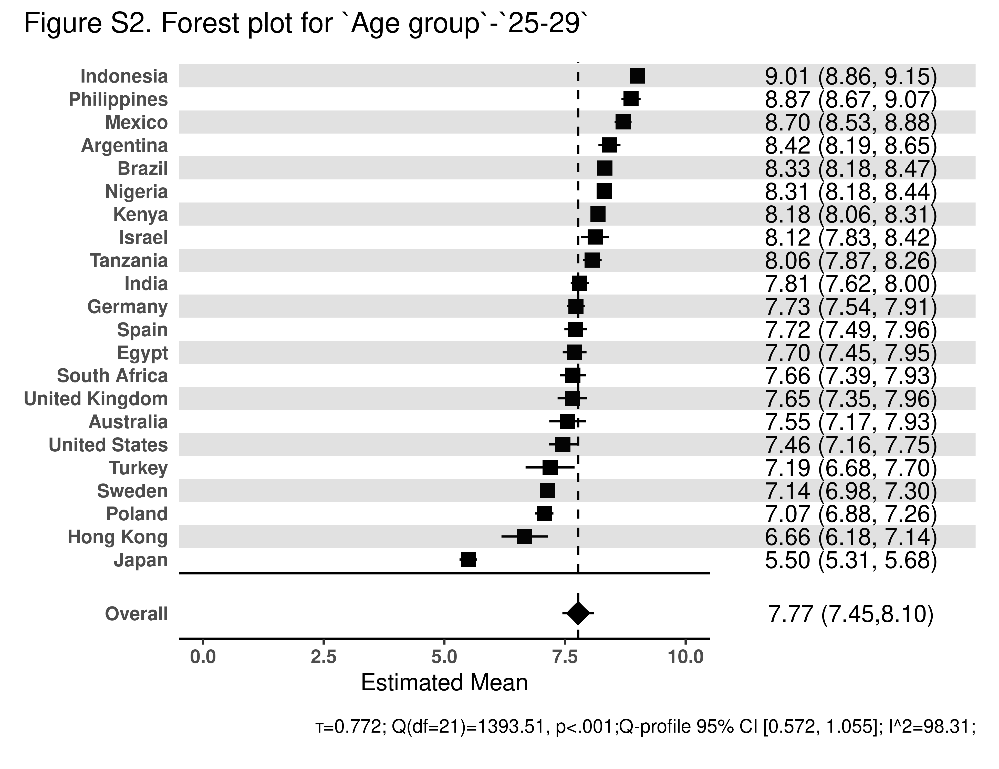 Figure S2. Forest plot for `Age group`-`25-29`
Indonesia 9.01 (8.86, 9.15)
Philippines 8.87 (8.67, 9.07)
Mexico 8.70 (8.53, 8.88)
Argentina 8.42 (8.19, 8.65)
Brazil 8.33 (8.18, 8.47)
Nigeria 8.31 (8.18, 8.44)
Kenya 8.18 (8.06, 8.31)
Israel 8.12 (7.83, 8.42)
Tanzania 8.06 (7.87, 8.26)
India 7.81 (7.62, 8.00)
Germany 7.73 (7.54, 7.91)
Spain 7.72 (7.49, 7.96)
Egypt 7.70 (7.45, 7.95)
South Africa 7.66 (7.39, 7.93)
United Kingdom 7.65 (7.35, 7.96)
Australia 7.55 (7.17, 7.93)
United States 7.46 (7.16, 7.75)
Turkey 7.19 (6.68, 7.70)
Sweden 7.14 (6.98, 7.30)
Poland 7.07 (6.88, 7.26)
Hong Kong 6.66 (6.18, 7.14)
Japan 5.50 (5.31, 5.68)
Overall 7.77 (7.45,8.10)
0.0 2.5 5.0 7.5 10.0
Estimated Mean
τ=0.772; Q(df=21)=1393.51, p<.001;Q-profile 95% CI [0.572, 1.055]; I^2=98.31;